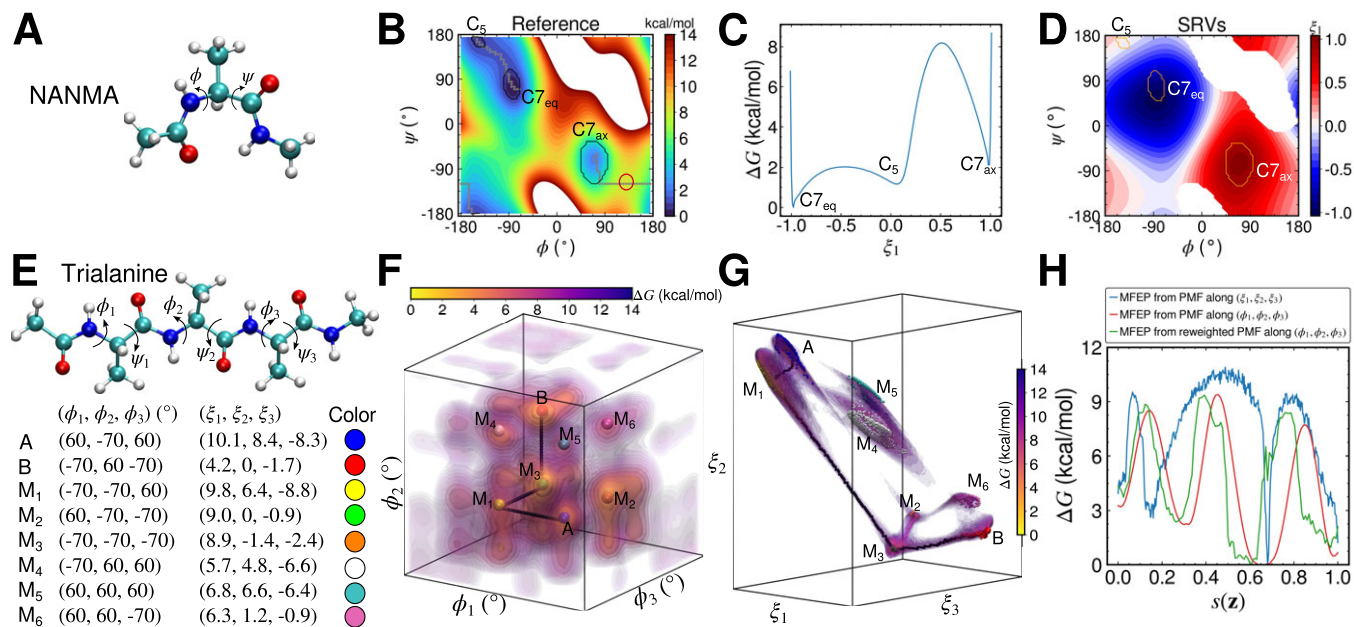 A
NANMA
ϕ
ψ
B
Reference
kcal/mol
C5
C7eq
C7ax
180
90
0
-90
-180
ψ (°)
-180
-90
0
90
180
ϕ (°)
14
12
10
8
6
4
2
0
C
8
6
4
2
0
ΔG (kcal/mol)
C7eq
C5
C7ax
-1.0
-0.5
0.0
0.5
1.0
ξ1
D
SRVs
ξ1
C5
C7eq
C7ax
180
90
0
-90
-180
ψ (°)
-180
-90
0
90
180
ϕ (°)
1.0
0.5
0.0
-0.5
-1.0
E
Trialanine
ϕ1
ϕ2
ϕ3
ψ1
ψ2
ψ3
(ϕ1, ϕ2, ϕ3) (°) (ξ1, ξ2, ξ3) Color
A (60, -70, 60) (10.1, 8.4, -8.3)
B (-70, 60 -70) (4.2, 0, -1.7)
M1 (-70, -70, 60) (9.8, 6.4, -8.8)
M2 (60, -70, -70) (9.0, 0, -0.9)
M3 (-70, -70, -70) (8.9, -1.4, -2.4)
M4 (-70, 60, 60) (5.7, 4.8, -6.6)
M5 (60, 60, 60) (6.8, 6.6, -6.4)
M6 (60, 60, -70) (6.3, 1.2, -0.9)
F
0 2 4 6 8 10 12 14 ΔG (kcal/mol)
B
M4
M5
M6
M3
M1
M2
A
ϕ2 (°)
ϕ1 (°)
ϕ3 (°)
G
A
M1
M5
M4
M6
M2
M3
B
ξ2
ξ1
ξ3
14
12
10
8
6
4
2
0
ΔG (kcal/mol)
H
MFEP from PMF along (ξ1, ξ2, ξ3)
MFEP from PMF along (ϕ1, ϕ2, ϕ3)
MFEP from reweighted PMF along (ϕ1, ϕ2, ϕ3)
12
9
6
3
0
ΔG (kcal/mol)
0.0
0.2
0.4
0.6
0.8
1.0
s(z)